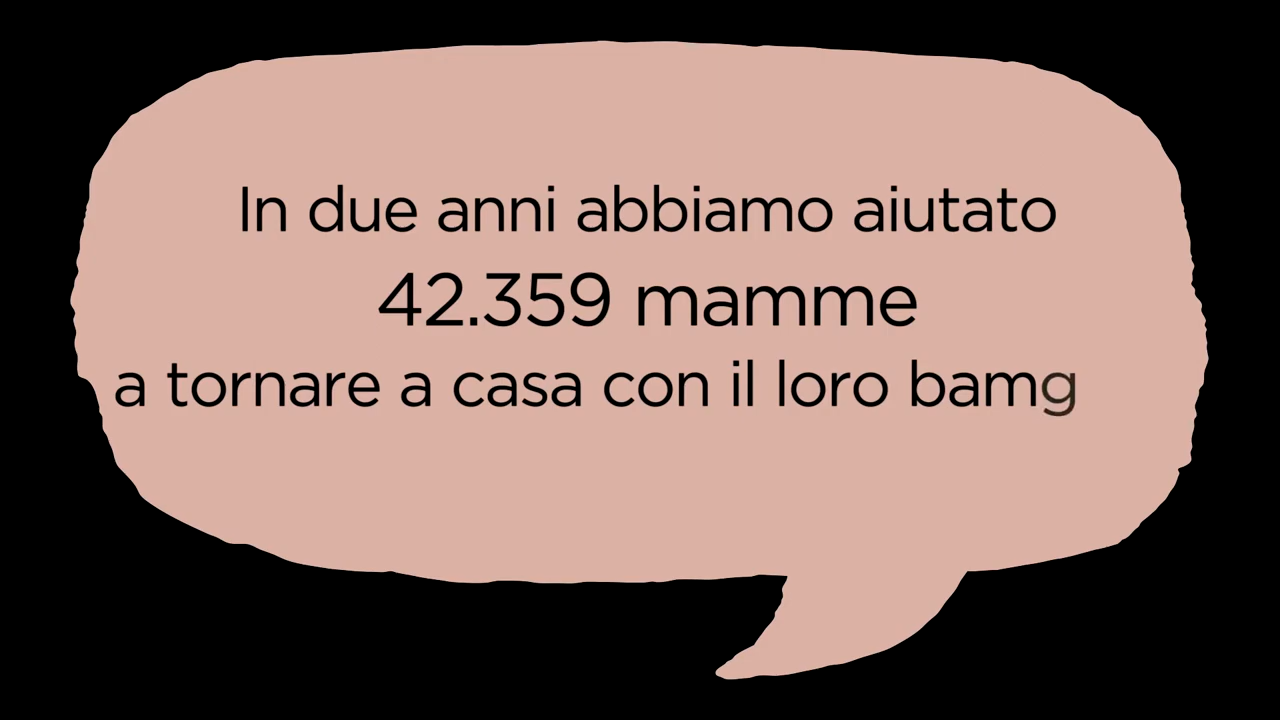 In due anni abbiamo aiutato
42.359 mamme
a tornare a casa con il loro bamg